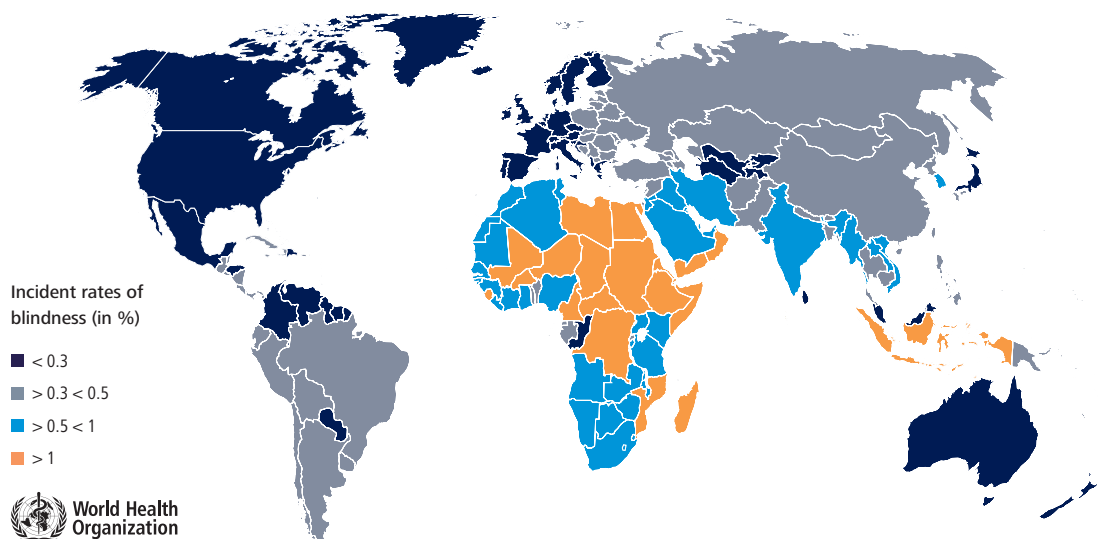 Incident rates of
blindness (in %)
< 0.3
> 0.3 < 0.5
> 0.5 < 1
> 1
World Health
Organization